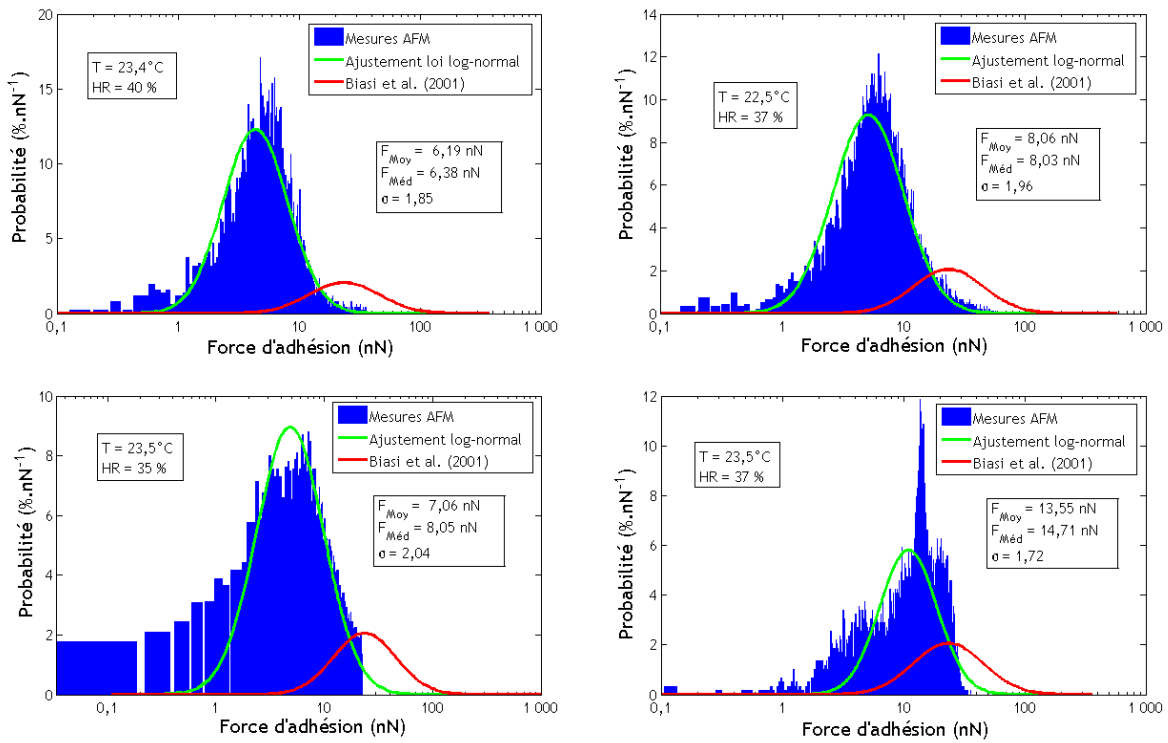 20
15
10
5
0
Probabilité (%.nN⁻¹)
T = 23,4°C
HR = 40 %
Mesures AFM
Ajustement loi log-normal
Biasi et al. (2001)
F_Moy = 6,19 nN
F_Méd = 6,38 nN
σ = 1,85
0,1 1 10 100 1 000
Force d'adhésion (nN)
14
12
10
8
6
4
2
0
Probabilité (%.nN⁻¹)
T = 22,5°C
HR = 37 %
Mesures AFM
Ajustement loi log-normal
Biasi et al. (2001)
F_Moy = 8,06 nN
F_Méd = 8,03 nN
σ = 1,96
0,1 1 10 100 1 000
Force d'adhésion (nN)
10
8
6
4
2
0
Probabilité (%.nN⁻¹)
T = 23,5°C
HR = 35 %
Mesures AFM
Ajustement log-normal
Biasi et al. (2001)
F_Moy = 7,06 nN
F_Méd = 8,05 nN
σ = 2,04
0,1 1 10 100 1 000
Force d'adhésion (nN)
12
10
8
6
4
2
0
Probabilité (%.nN⁻¹)
T = 23,5°C
HR = 37 %
Mesures AFM
Ajustement log-normal
Biasi et al. (2001)
F_Moy = 13,55 nN
F_Méd = 14,71 nN
σ = 1,72
0,1 1 10 100 1 000
Force d'adhésion (nN)